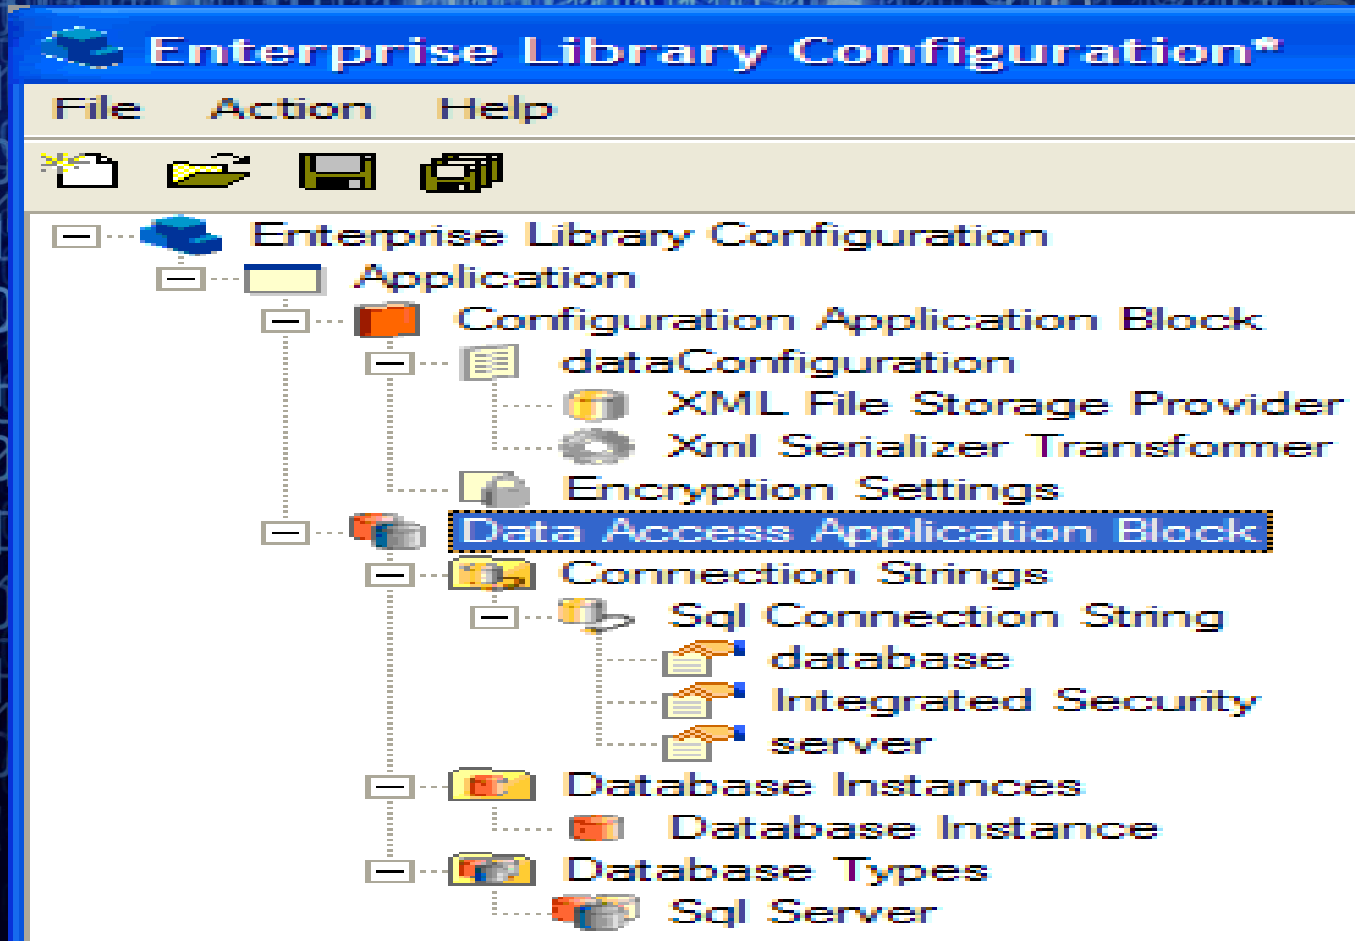 Enterprise Library Configuration*
File Action Help
Enterprise Library Configuration
Application
Configuration Application Block
dataConfiguration
XML File Storage Provider
Xml Serializer Transformer
Encryption Settings
Data Access Application Block
Connection Strings
Sql Connection String
database
Integrated Security
server
Database Instances
Database Instance
Database Types
Sql Server